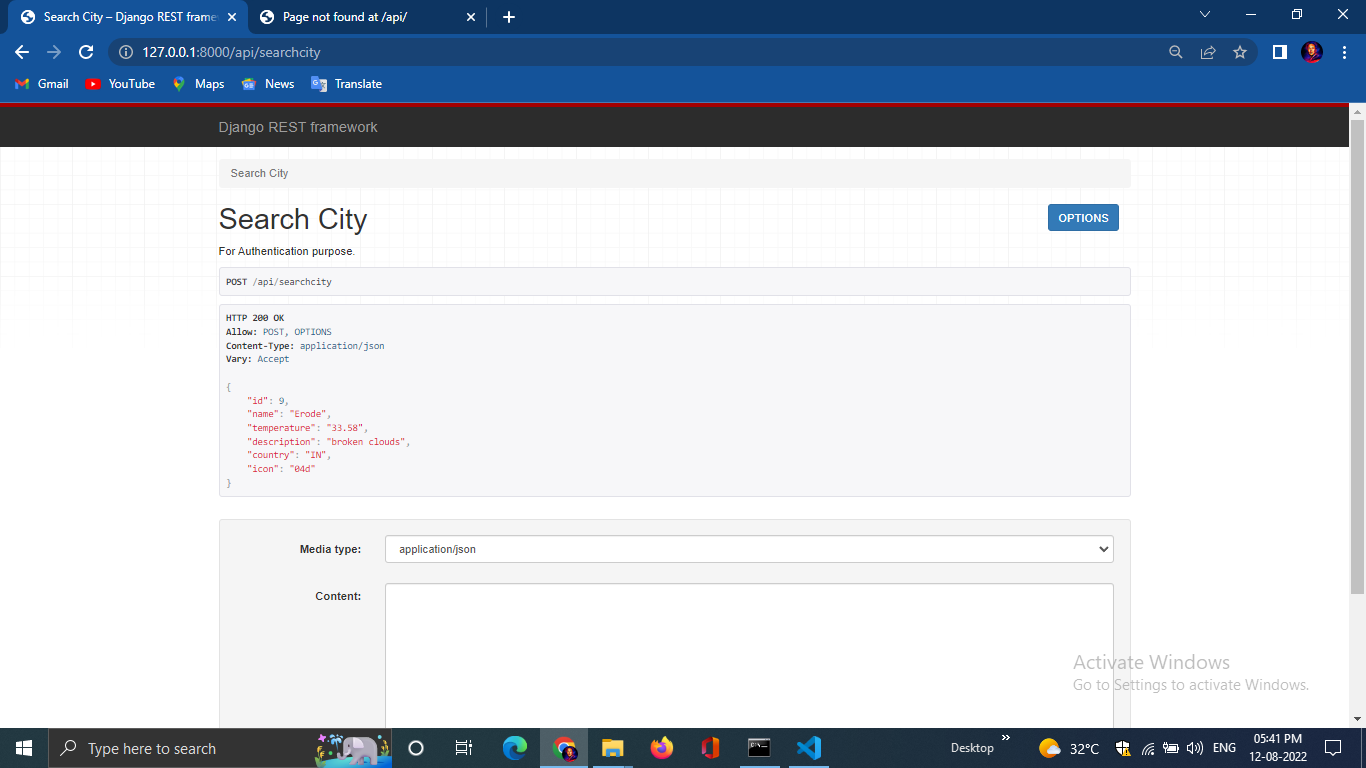 Search City – Django REST frame
Page not found at /api/
127.0.0.1:8000/api/searchcity
Gmail
YouTube
Maps
News
Translate
Django REST framework
Search City
Search City
OPTIONS
For Authentication purpose.
POST /api/searchcity
HTTP 200 OK
Allow: POST, OPTIONS
Content-Type: application/json
Vary: Accept
{
"id": 9,
"name": "Erode",
"temperature": "33.58",
"description": "broken clouds",
"country": "IN",
"icon": "04d"
}
Media type:
application/json
Content:
Activate Windows
Go to Settings to activate Windows.
Type here to search
Desktop
32°C
ENG
05:41 PM
12-08-2022